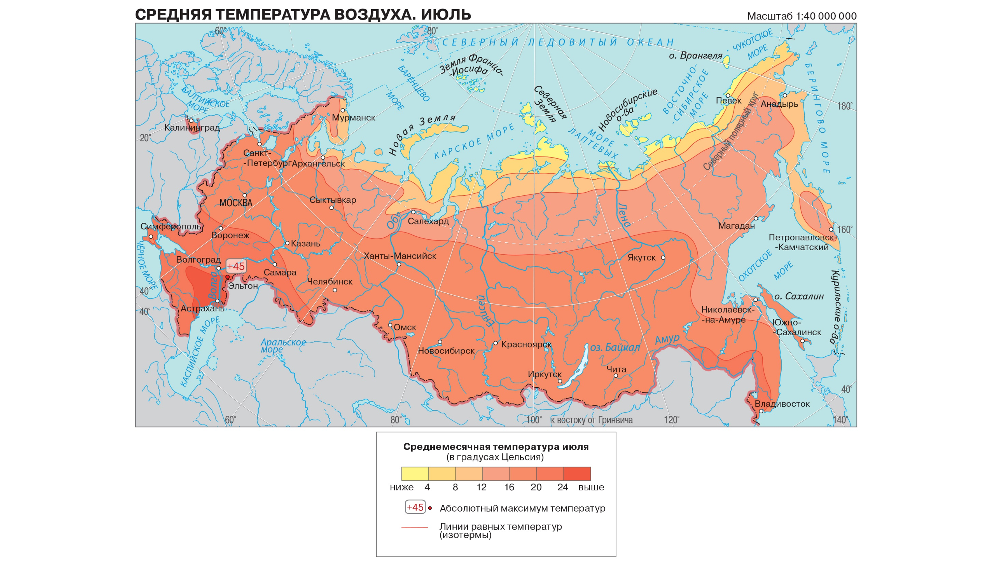 СРЕДНЯЯ ТЕМПЕРАТУРА ВОЗДУХА. ИЮЛЬ
Масштаб 1:40 000 000
60°
80°
СЕВЕРНЫЙ ЛЕДОВИТЫЙ ОКЕАН
ЧУКОТСКОЕ
МОРЕ
о. Врангеля
Земля Франца-
-Иосифа
БАРЕНЦЕВО
МОРЕ
БЕРИНГОВО МОРЕ
ВОСТОЧНО-
-СИБИРСКОЕ
МОРЕ
Северная
Земля
Новосибирские
о-ва
БАЛТИЙСКОЕ
МОРЕ
Певек
Анадырь
180°
Северный полярный круг
Мурманск
Новая Земля
КАРСКОЕ МОРЕ
МОРЕ
ЛАПТЕВЫХ
Калининград
20°
Санкт-
-Петербург
Архангельск
МОСКВА
Сыктывкар
Обь
Салехард
Лена
Магадан
160°
Петропавловск-
-Камчатский
Симферополь
Воронеж
Казань
ЧЁРНОЕ МОРЕ
Волгоград
+45
Самара
Ханты-Мансийск
Якутск
ОХОТСКОЕ
МОРЕ
Курильские о-ва
Волга
Эльтон
Челябинск
40°
40°
Астрахань
Енисей
о. Сахалин
Николаевск-
-на-Амуре
Южно-
-Сахалинск
КАСПИЙСКОЕ МОРЕ
Омск
Аральское
море
Новосибирск
Красноярск
оз. Байкал
Амур
Иркутск
Чита
40°
Владивосток
60°
80°
100°
к востоку от Гринвича
120°
140°
Среднемесячная температура июля
(в градусах Цельсия)
ниже 4 8 12 16 20 24 выше
+45 Абсолютный максимум температур
Линии равных температур
(изотермы)